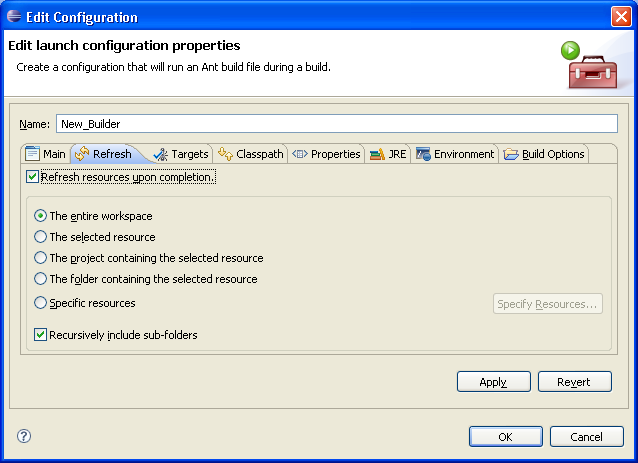 Edit Configuration
Edit launch configuration properties
Create a configuration that will run an Ant build file during a build.
Name: New_Builder
Main Refresh Targets Classpath Properties JRE Environment Build Options
Refresh resources upon completion.
The entire workspace
The selected resource
The project containing the selected resource
The folder containing the selected resource
Specific resources Specify Resources...
Recursively include sub-folders
Apply Revert
? OK Cancel